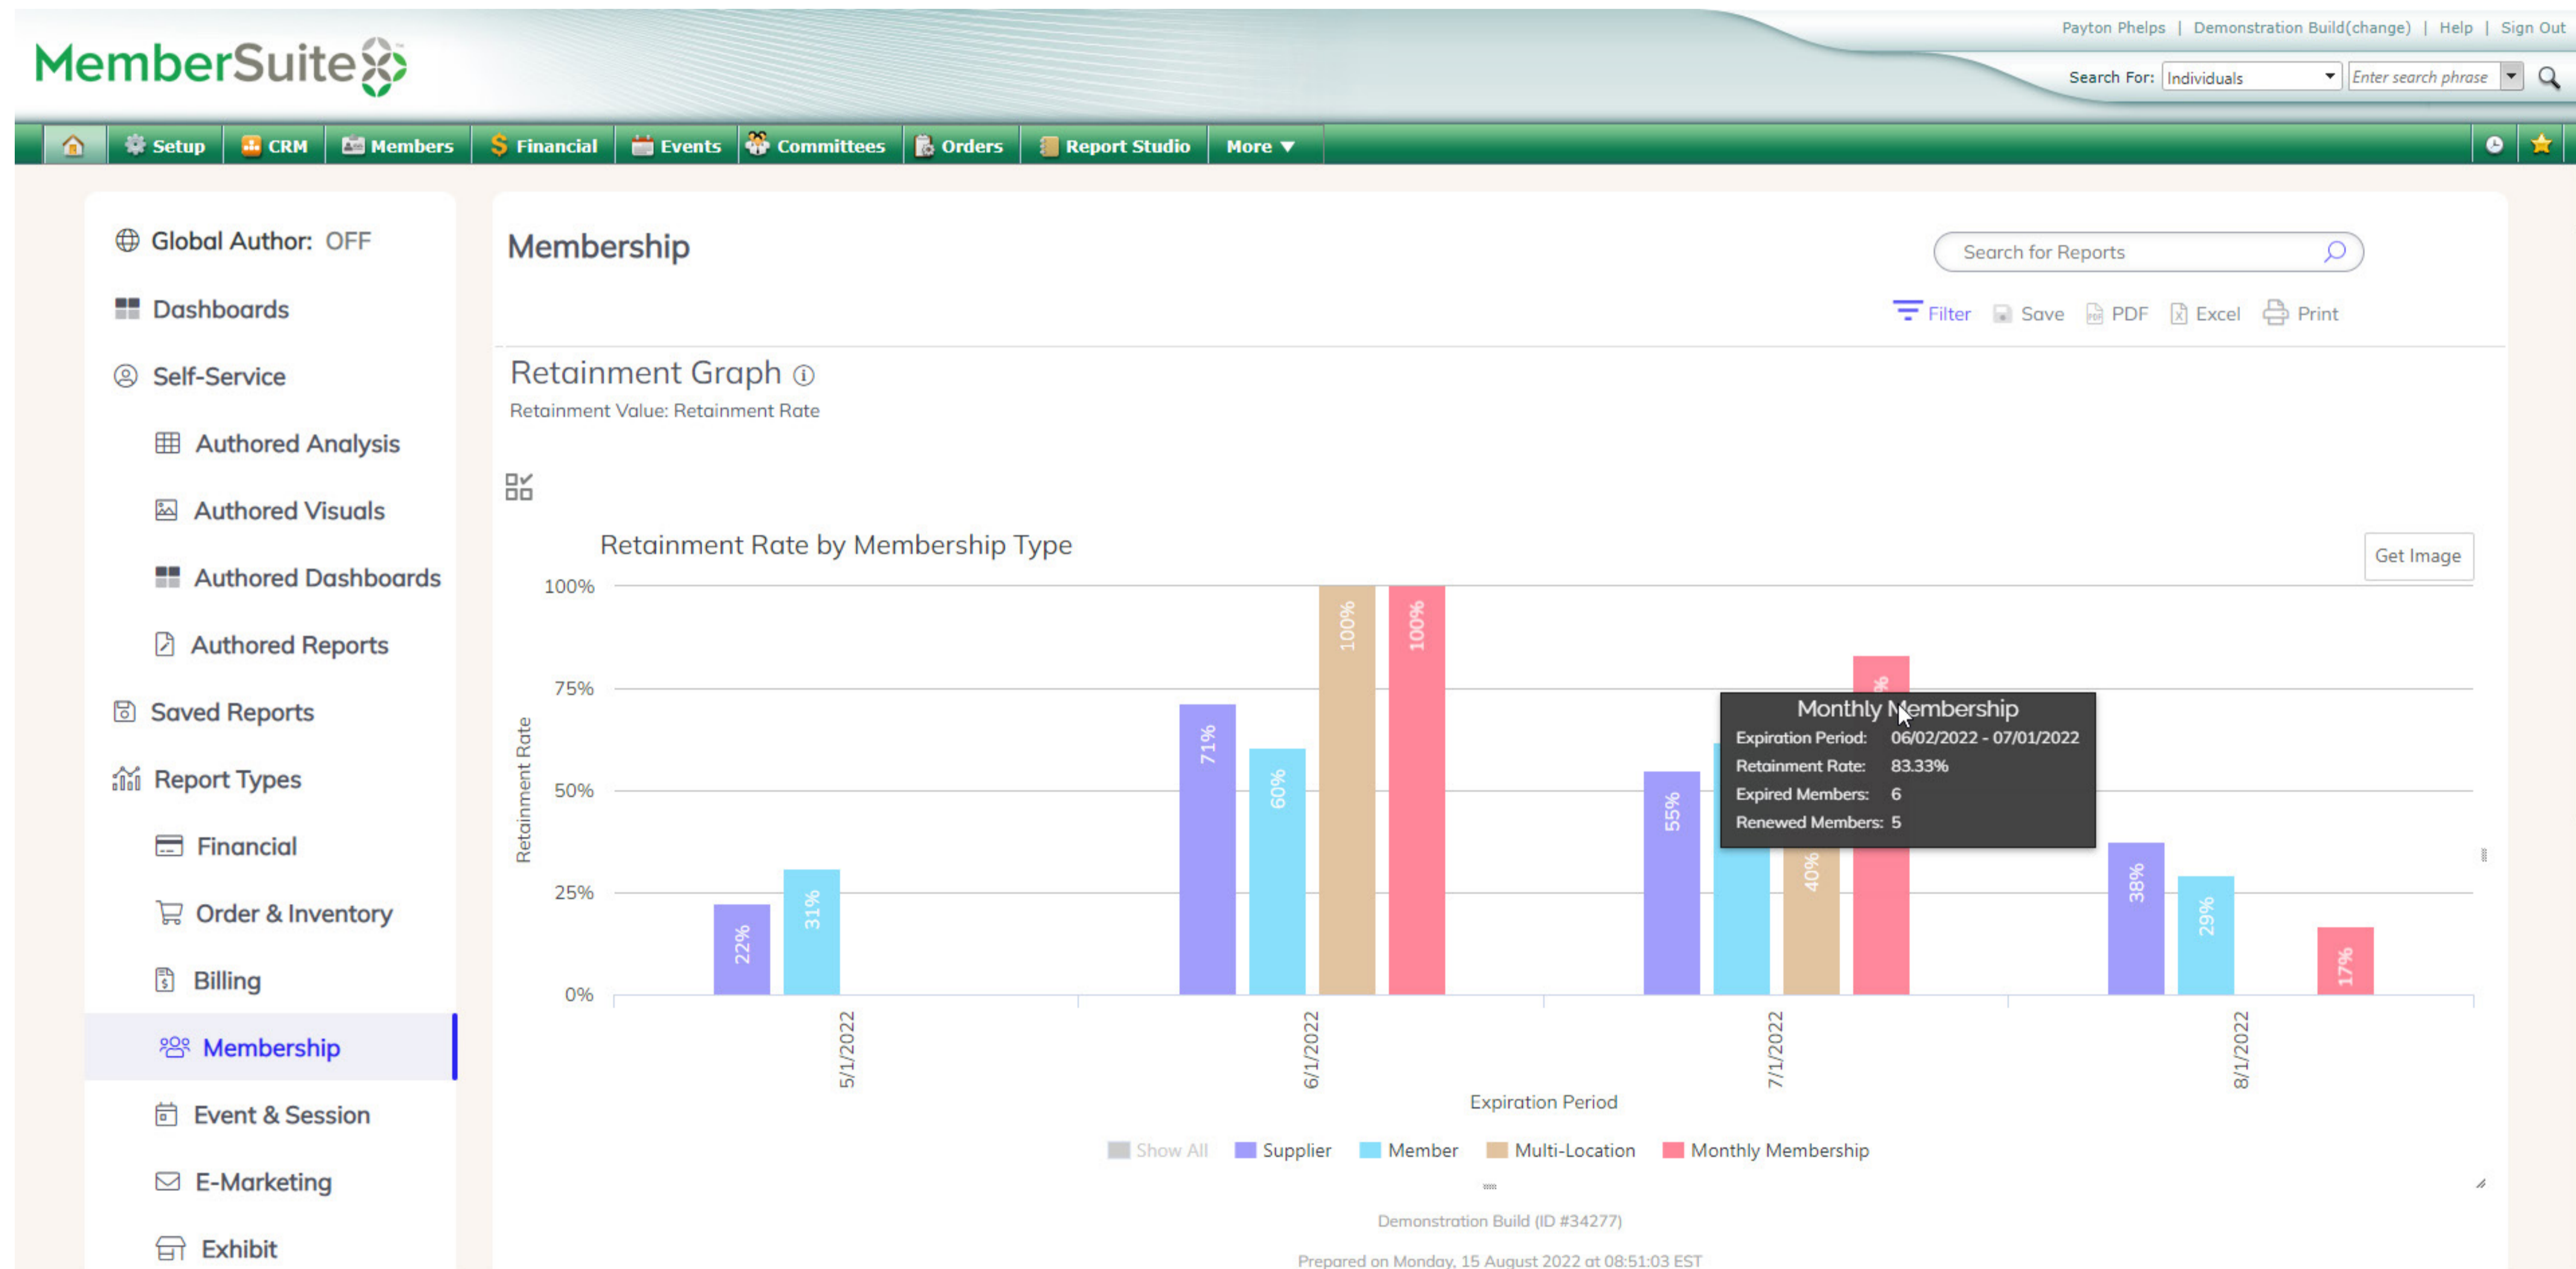 Payton Phelps | Demonstration Build(change) | Help | Sign Out
MemberSuite
Search For: Individuals Enter search phrase
Setup CRM Members Financial Events Committees Orders Report Studio More ▼
Global Author: OFF
Dashboards
Self-Service
Authored Analysis
Authored Visuals
Authored Dashboards
Authored Reports
Saved Reports
Report Types
Financial
Order & Inventory
Billing
Membership
Event & Session
E-Marketing
Exhibit
Membership
Search for Reports
Filter Save PDF Excel Print
Retainment Graph
Retainment Value: Retainment Rate
Retainment Rate by Membership Type
Get Image
Retainment Rate
100%
75%
50%
25%
0%
22%
31%
71%
60%
100%
100%
55%
40%
%
38%
29%
17%
Monthly Membership
Expiration Period: 06/02/2022 - 07/01/2022
Retainment Rate: 83.33%
Expired Members: 6
Renewed Members: 5
5/1/2022
6/1/2022
7/1/2022
8/1/2022
Expiration Period
Show All Supplier Member Multi-Location Monthly Membership
Demonstration Build (ID #34277)
Prepared on Monday, 15 August 2022 at 08:51:03 EST